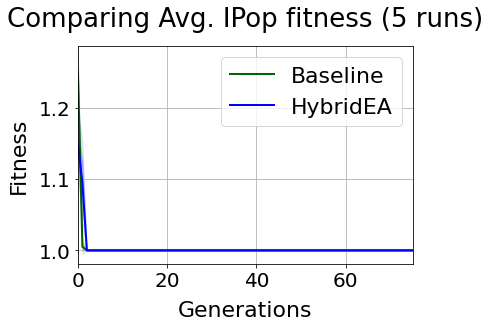 Comparing Avg. IPop fitness (5 runs)
Baseline
HybridEA
Fitness
1.2
1.1
1.0
0 20 40 60
Generations